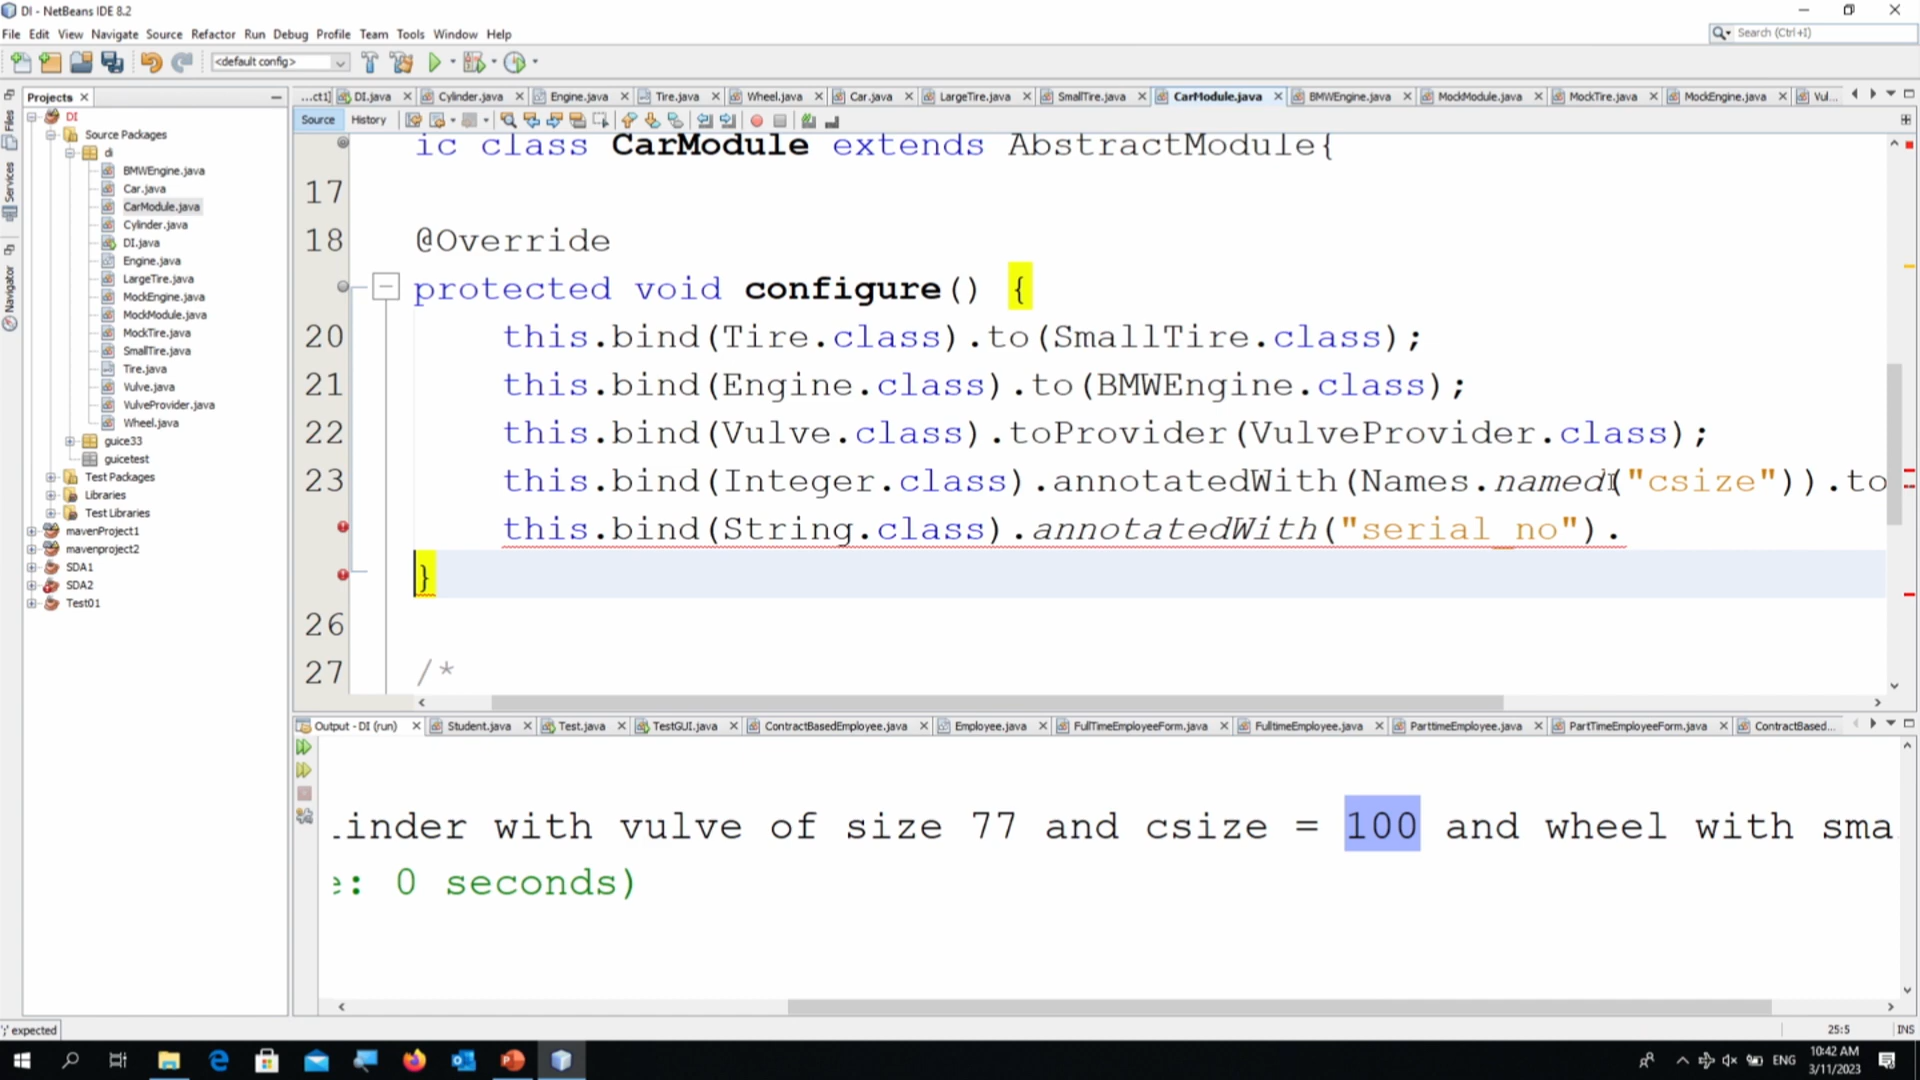 DI - NetBeans IDE 8.2
File Edit View Navigate Source Refactor Run Debug Profile Team Tools Window Help
Search (Ctrl+I)
<default config>
Projects
...ct1] DI.java Cylinder.java Engine.java Tire.java Wheel.java Car.java LargeTire.java SmallTire.java CarModule.java BMWEngine.java MockModule.java MockTire.java MockEngine.java Vul...
Source History
Files
Services
Navigator
DI
Source Packages
di
BMWEngine.java
Car.java
CarModule.java
Cylinder.java
DI.java
Engine.java
LargeTire.java
MockEngine.java
MockModule.java
MockTire.java
SmallTire.java
Tire.java
Vulve.java
VulveProvider.java
Wheel.java
guice33
guicetest
Test Packages
Libraries
Test Libraries
mavenProject1
mavenproject2
SDA1
SDA2
Test01
ic class CarModule extends AbstractModule{
17
18 @Override
protected void configure() {
20 this.bind(Tire.class).to(SmallTire.class);
21 this.bind(Engine.class).to(BMWEngine.class);
22 this.bind(Vulve.class).toProvider(VulveProvider.class);
23 this.bind(Integer.class).annotatedWith(Names.named("csize")).to
this.bind(String.class).annotatedWith("serial_no").
}
26
27 /*
Output - DI (run) Student.java Test.java TestGUI.java ContractBasedEmployee.java Employee.java FullTimeEmployeeForm.java FulltimeEmployee.java ParttimeEmployee.java PartTimeEmployeeForm.java ContractBased...
.inder with vulve of size 77 and csize = 100 and wheel with sma
e: 0 seconds)
';' expected
25:5 INS
ENG
10:42 AM
3/11/2023